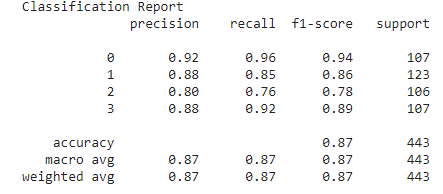 Classification Report
precision recall f1-score support
0 0.92 0.96 0.94 107
1 0.88 0.85 0.86 123
2 0.80 0.76 0.78 106
3 0.88 0.92 0.89 107
accuracy 0.87 443
macro avg 0.87 0.87 0.87 443
weighted avg 0.87 0.87 0.87 443